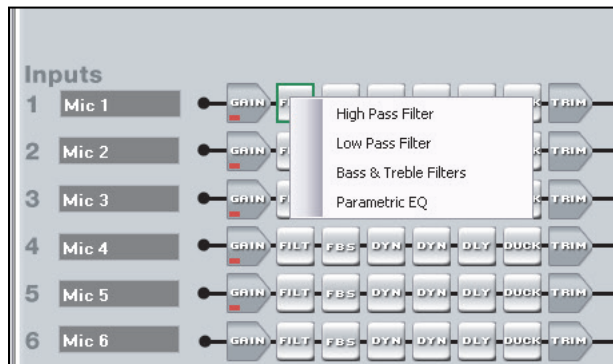 Inputs
1 Mic 1 GAIN TRIM
High Pass Filter
Low Pass Filter
2 Mic 2 GAIN TRIM
Bass & Treble Filters
3 Mic 3 GAIN TRIM
Parametric EQ
4 Mic 4 GAIN FILT FBS DYN DYN DLY DUCK TRIM
5 Mic 5 GAIN FILT FBS DYN DYN DLY DUCK TRIM
6 Mic 6 GAIN FILT FBS DYN DYN DLY DUCK TRIM